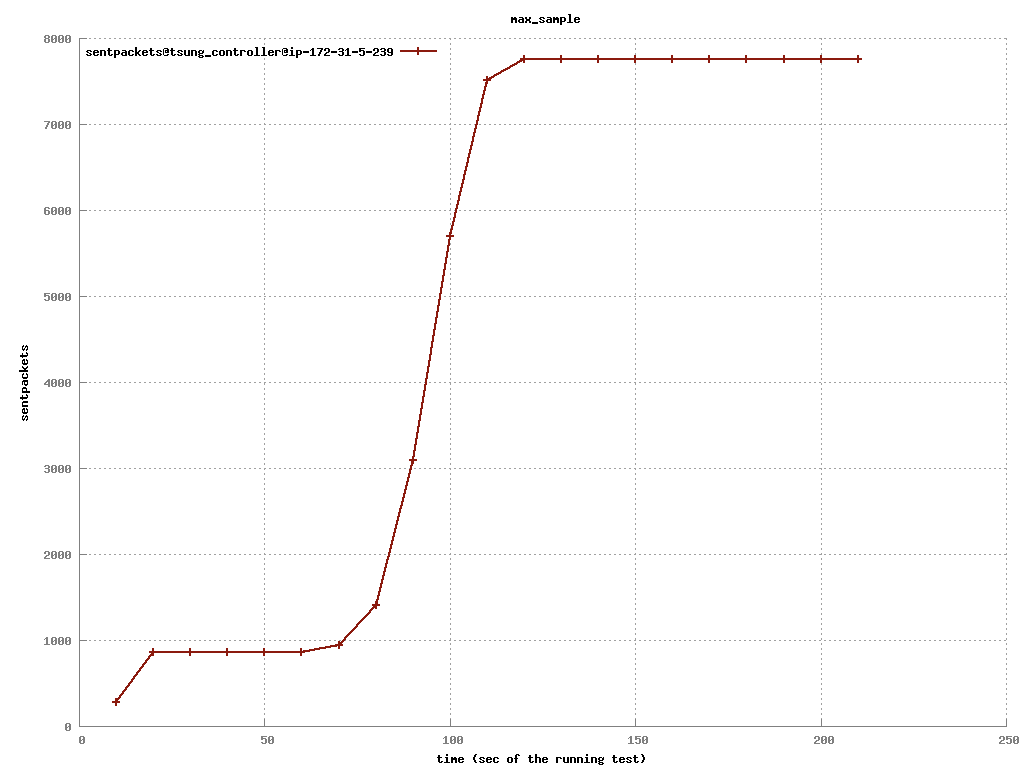 max_sample
sentpackets@tsung_controller@ip-172-31-5-239
8000
7000
6000
5000
4000
3000
2000
1000
0
sentpackets
0 50 100 150 200 250
time (sec of the running test)